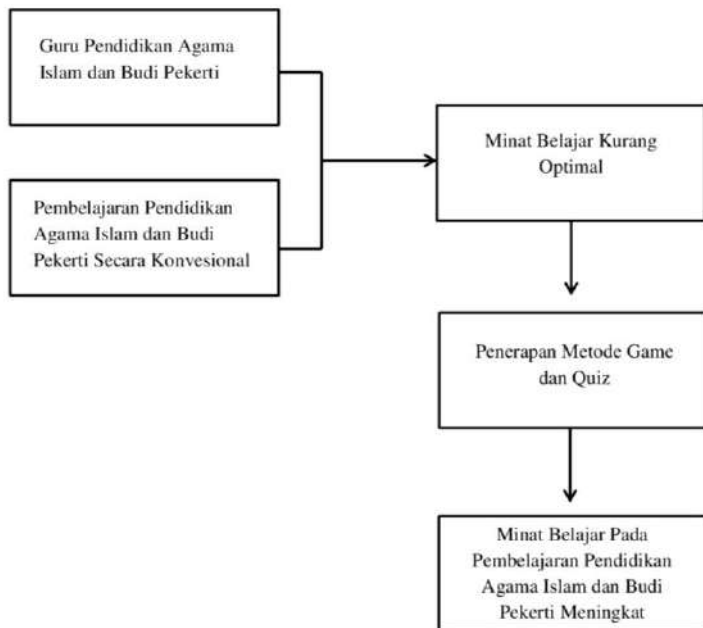 Guru Pendidikan Agama
Islam dan Budi Pekerti
Pembelajaran Pendidikan
Agama Islam dan Budi
Pekerti Secara Konvesional
Minat Belajar Kurang
Optimal
Penerapan Metode Game
dan Quiz
Minat Belajar Pada
Pembelajaran Pendidikan
Agama Islam dan Budi
Pekerti Meningkat